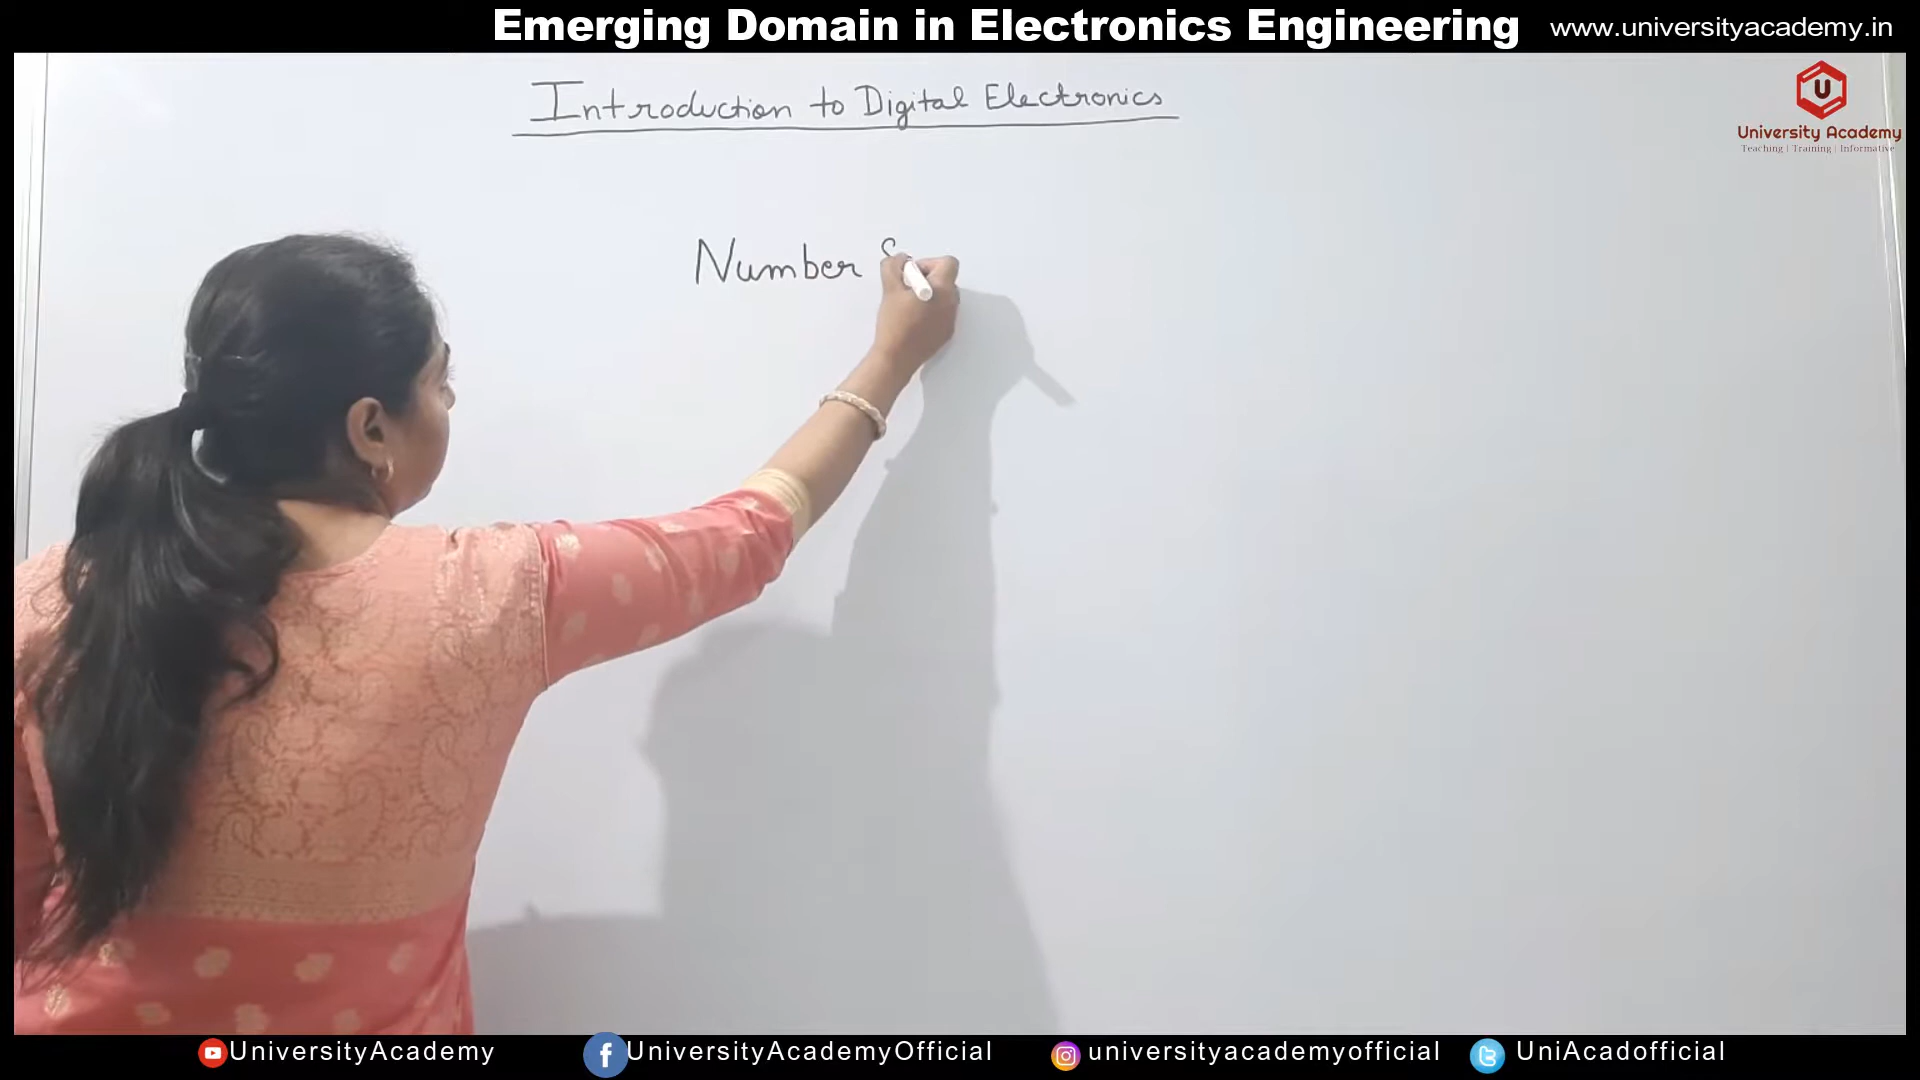 Emerging Domain in Electronics Engineering
www.universityacademy.in
Introduction to Digital Electronics
U
University Academy
Teaching | Training | Informative
Number S
UniversityAcademy
UniversityAcademyOfficial
universityacademyofficial
UniAcadofficial